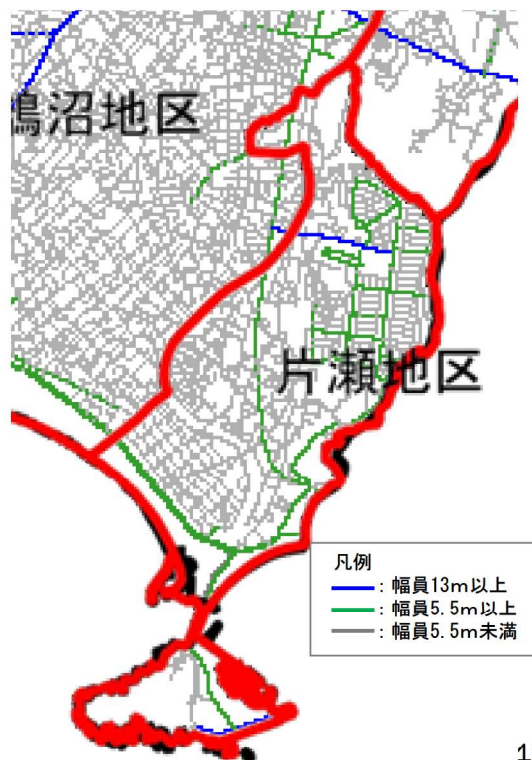 鵠沼地区
片瀬地区
凡例
: 幅員13m以上
: 幅員5.5m以上
: 幅員5.5m未満
1